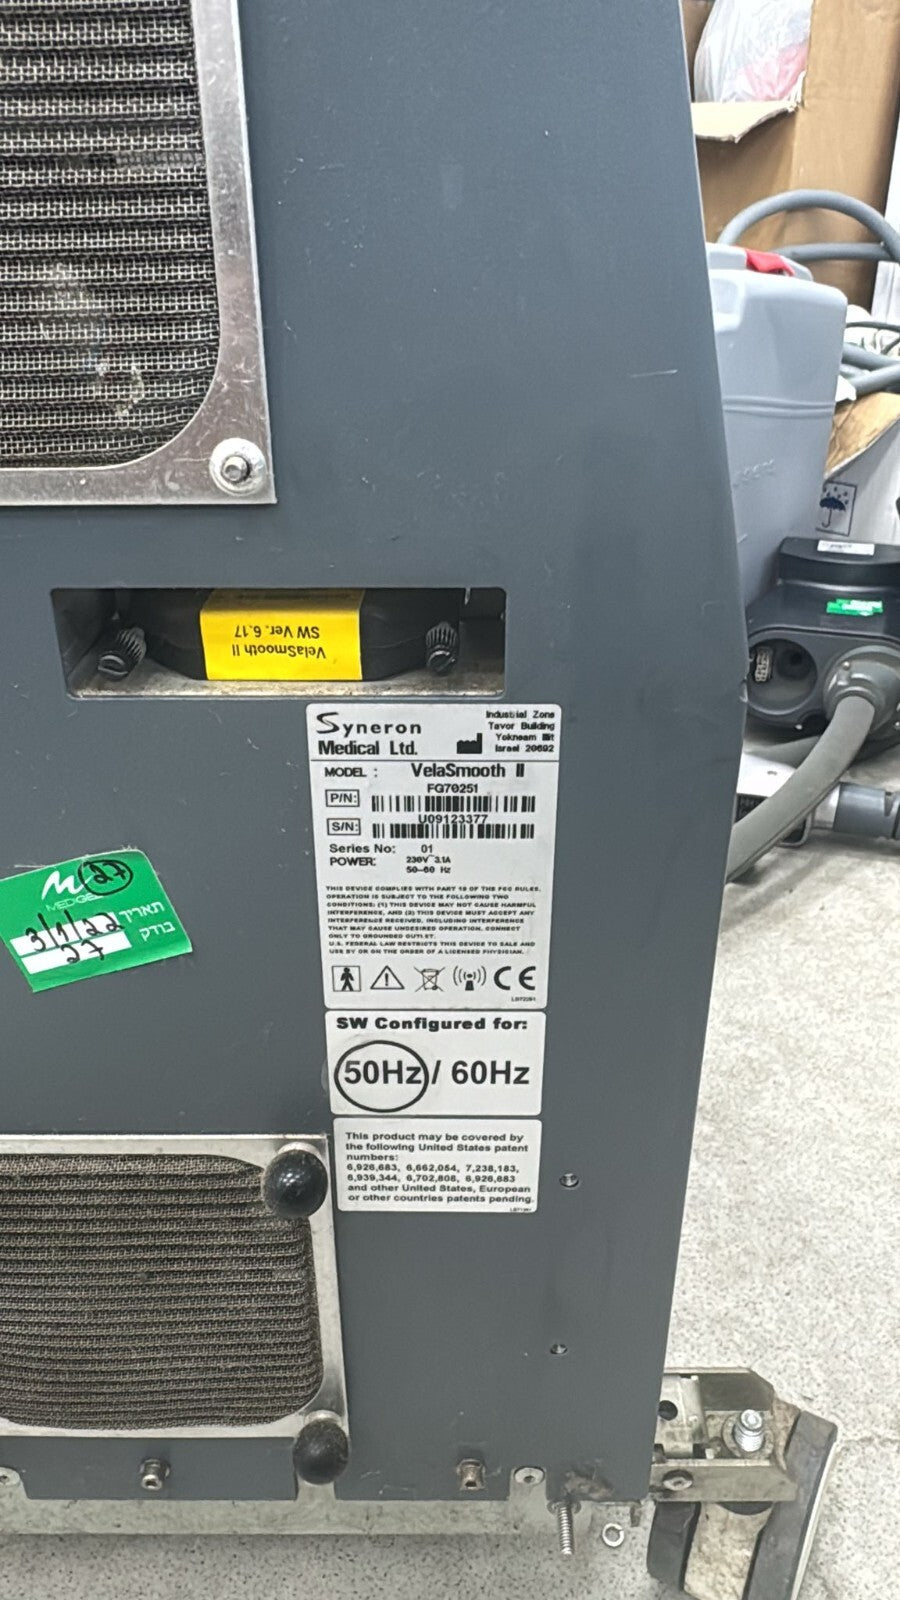 VelaSmooth II
SW Ver. 6.17
Syneron
Medical Ltd.
Industrial Zone
Tavor Building
Yokneam Illit
Israel 20692
MODEL : VelaSmooth II
FG70251
P/N:
U09123377
S/N:
Series No: 01
POWER: 230V~3.1A
50-60 Hz
THIS DEVICE COMPLIES WITH PART 18 OF THE FCC RULES.
OPERATION IS SUBJECT TO THE FOLLOWING TWO
CONDITIONS: (1) THIS DEVICE MAY NOT CAUSE HARMFUL
INTERFERENCE, AND (2) THIS DEVICE MUST ACCEPT ANY
INTERFERENCE RECEIVED, INCLUDING INTERFERENCE
THAT MAY CAUSE UNDESIRED OPERATION. CONNECT
ONLY TO GROUNDED OUTLET.
U.S. FEDERAL LAW RESTRICTS THIS DEVICE TO SALE AND
USE BY OR ON THE ORDER OF A LICENSED PHYSICIAN.
CE
SW Configured for:
50Hz / 60Hz
This product may be covered by
the following United States patent
numbers:
6,926,683, 6,662,054, 7,238,183,
6,939,344, 6,702,808, 6,926,683
and other United States, European
or other countries patents pending.
27
תאריך 3/1/22
בודק 27